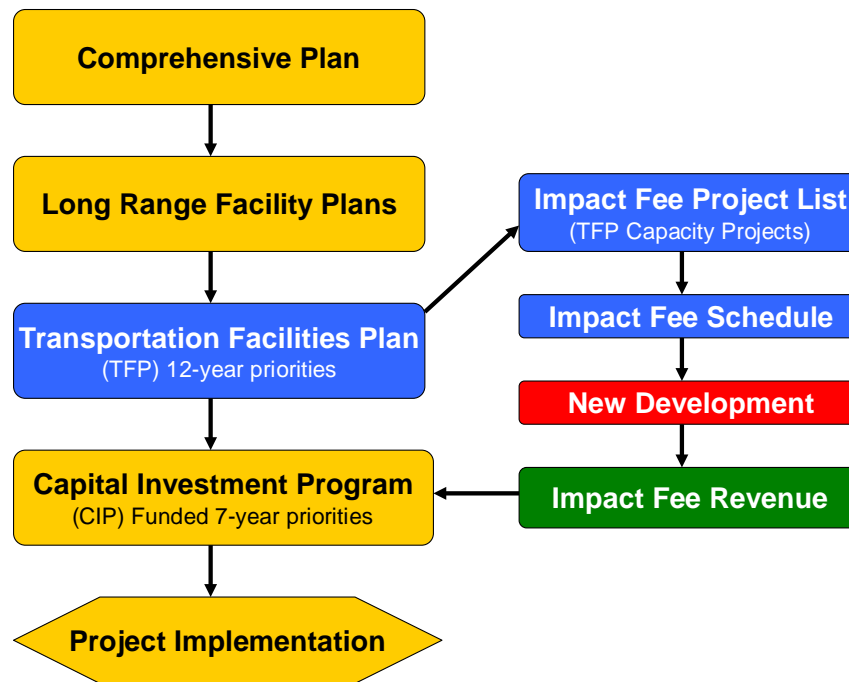 Comprehensive Plan
Long Range Facility Plans
Transportation Facilities Plan
(TFP) 12-year priorities
Capital Investment Program
(CIP) Funded 7-year priorities
Project Implementation
Impact Fee Project List
(TFP Capacity Projects)
Impact Fee Schedule
New Development
Impact Fee Revenue